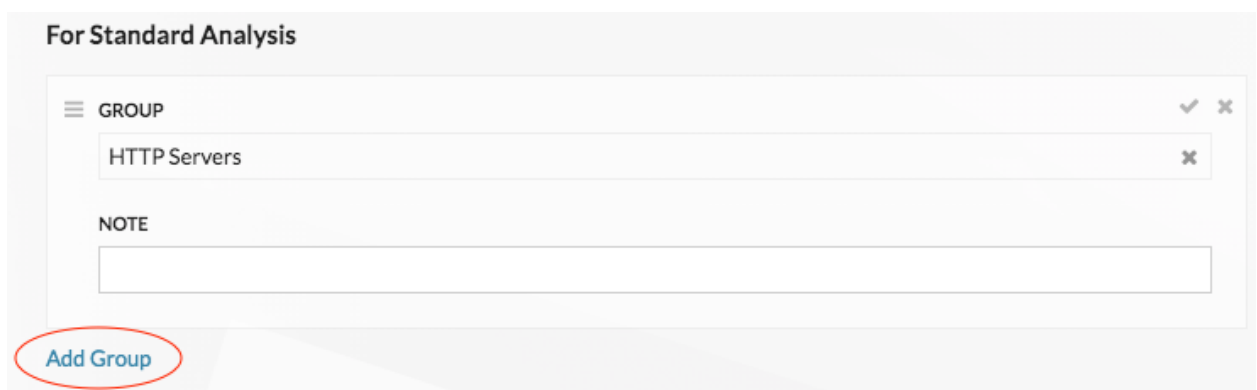 For Standard Analysis
GROUP
HTTP Servers
NOTE
Add Group